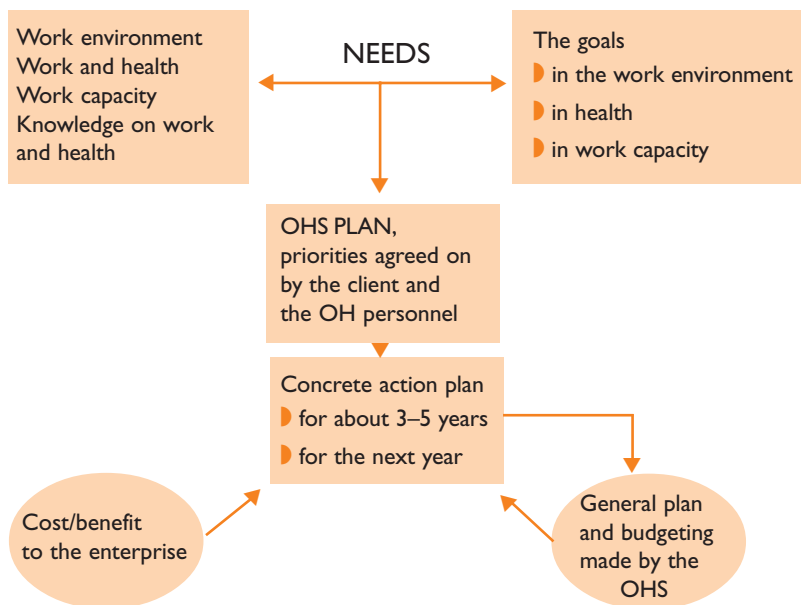 Work environment
Work and health
Work capacity
Knowledge on work
and health
NEEDS
The goals
in the work environment
in health
in work capacity
OHS PLAN,
priorities agreed on
by the client and
the OH personnel
Concrete action plan
for about 3–5 years
for the next year
Cost/benefit
to the enterprise
General plan
and budgeting
made by the
OHS